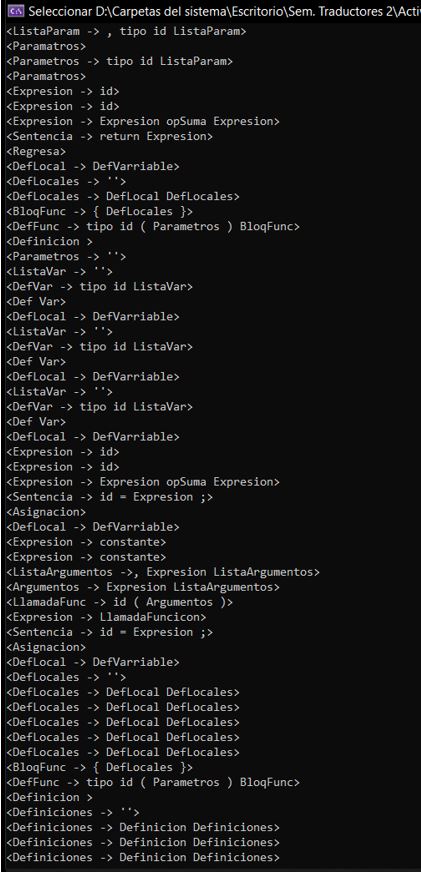 Seleccionar D:\Carpetas del sistema\Escritorio\Sem. Traductores 2\Acti
<ListaParam -> , tipo id ListaParam>
<Paramatros>
<Parametros -> tipo id ListaParam>
<Paramatros>
<Expresion -> id>
<Expresion -> id>
<Expresion -> Expresion opSuma Expresion>
<Sentencia -> return Expresion>
<Regresa>
<DefLocal -> DefVarriable>
<DefLocales -> ''>
<DefLocales -> DefLocal DefLocales>
<BloqFunc -> { DefLocales }>
<DefFunc -> tipo id ( Parametros ) BloqFunc>
<Definicion >
<Parametros -> ''>
<ListaVar -> ''>
<DefVar -> tipo id ListaVar>
<Def Var>
<DefLocal -> DefVarriable>
<ListaVar -> ''>
<DefVar -> tipo id ListaVar>
<Def Var>
<DefLocal -> DefVarriable>
<ListaVar -> ''>
<DefVar -> tipo id ListaVar>
<Def Var>
<DefLocal -> DefVarriable>
<Expresion -> id>
<Expresion -> id>
<Expresion -> Expresion opSuma Expresion>
<Sentencia -> id = Expresion ;>
<Asignacion>
<DefLocal -> DefVarriable>
<Expresion -> constante>
<Expresion -> constante>
<ListaArgumentos ->, Expresion ListaArgumentos>
<Argumentos -> Expresion ListaArgumentos>
<LlamadaFunc -> id ( Argumentos )>
<Expresion -> LlamadaFuncicon>
<Sentencia -> id = Expresion ;>
<Asignacion>
<DefLocal -> DefVarriable>
<DefLocales -> ''>
<DefLocales -> DefLocal DefLocales>
<DefLocales -> DefLocal DefLocales>
<DefLocales -> DefLocal DefLocales>
<DefLocales -> DefLocal DefLocales>
<DefLocales -> DefLocal DefLocales>
<BloqFunc -> { DefLocales }>
<DefFunc -> tipo id ( Parametros ) BloqFunc>
<Definicion >
<Definiciones -> ''>
<Definiciones -> Definicion Definiciones>
<Definiciones -> Definicion Definiciones>
<Definiciones -> Definicion Definiciones>